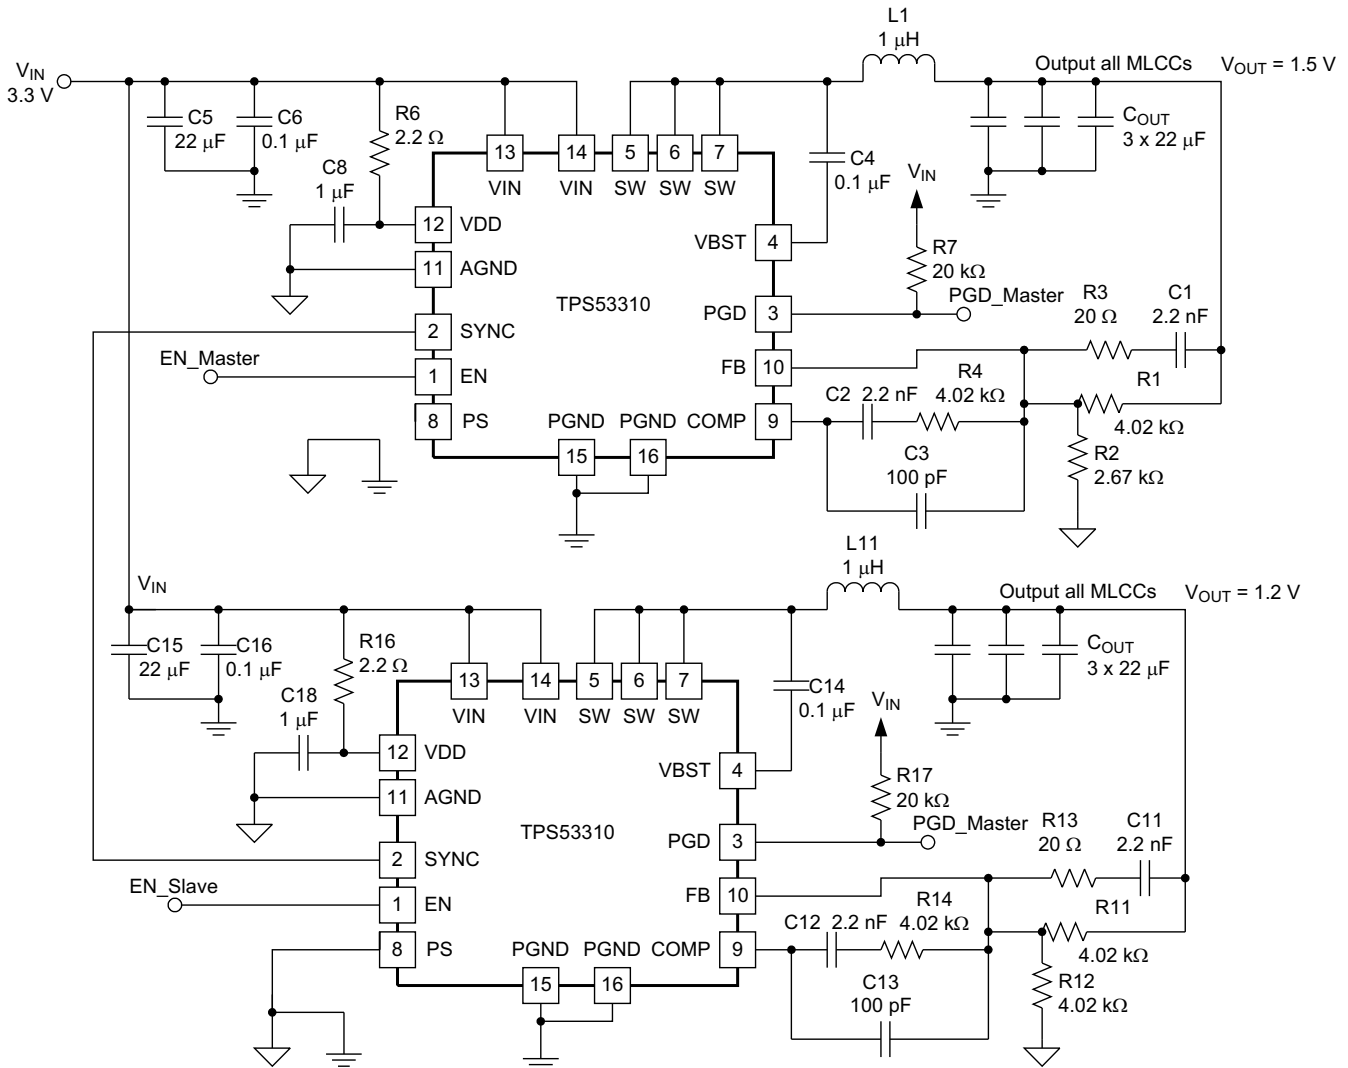 L1
1 μH
VIN
3.3 V
Output all MLCCs
VOUT = 1.5 V
C5
22 μF
C6
0.1 μF
R6
2.2 Ω
COUT
3 x 22 μF
C8
1 μF
13
14
5
6
7
VIN
VIN
SW
SW
SW
C4
0.1 μF
VIN
12
VDD
VBST
4
R7
20 kΩ
11
AGND
TPS53310
PGD
3
PGD_Master
R3
20 Ω
C1
2.2 nF
2
SYNC
EN_Master
1
EN
FB
10
R4
4.02 kΩ
R1
4.02 kΩ
C2
2.2 nF
8
PS
PGND
PGND
COMP
9
15
16
C3
100 pF
R2
2.67 kΩ
L11
1 μH
VIN
Output all MLCCs
VOUT = 1.2 V
C15
22 μF
C16
0.1 μF
R16
2.2 Ω
COUT
3 x 22 μF
C18
1 μF
13
14
5
6
7
VIN
VIN
SW
SW
SW
C14
0.1 μF
VIN
12
VDD
VBST
4
R17
20 kΩ
11
AGND
TPS53310
PGD
3
PGD_Master
R13
20 Ω
C11
2.2 nF
2
SYNC
EN_Slave
1
EN
FB
10
R14
4.02 kΩ
R11
4.02 kΩ
C12
2.2 nF
8
PS
PGND
PGND
COMP
9
15
16
C13
100 pF
R12
4.02 kΩ